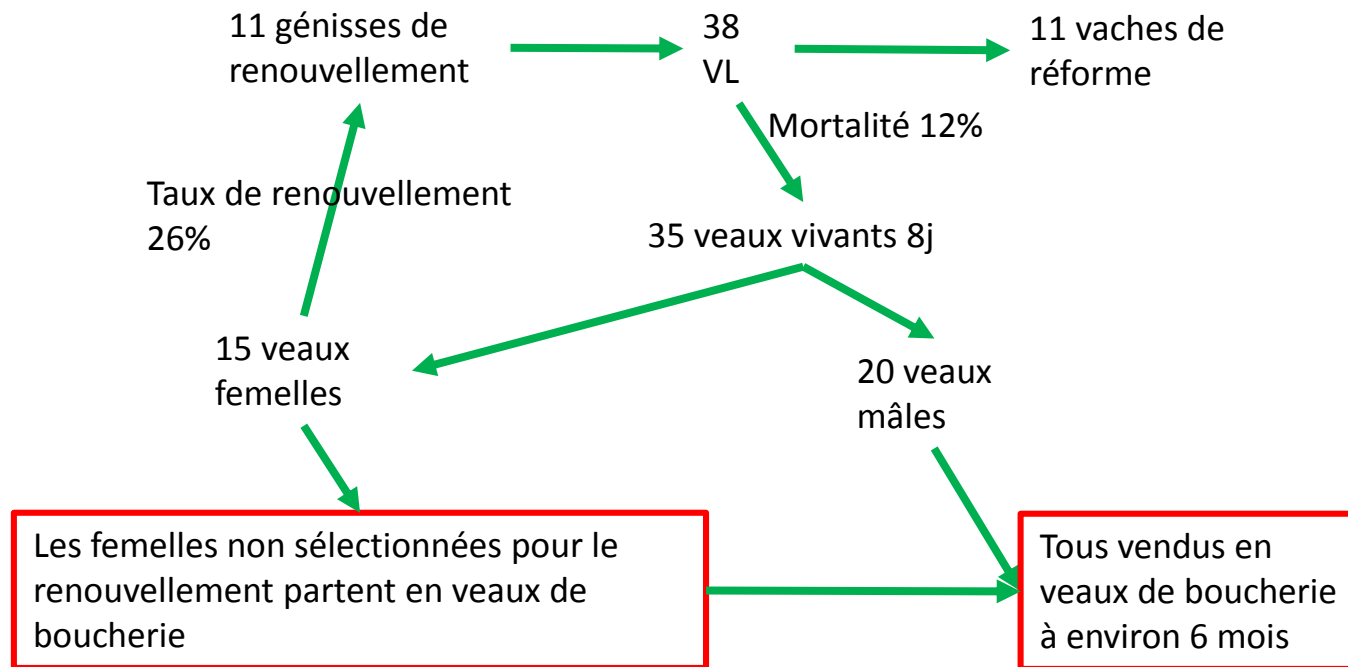 11 génisses de
renouvellement
38
VL
11 vaches de
réforme
Mortalité 12%
Taux de renouvellement
26%
35 veaux vivants 8j
15 veaux
femelles
20 veaux
mâles
Les femelles non sélectionnées pour le
renouvellement partent en veaux de
boucherie
Tous vendus en
veaux de boucherie
à environ 6 mois